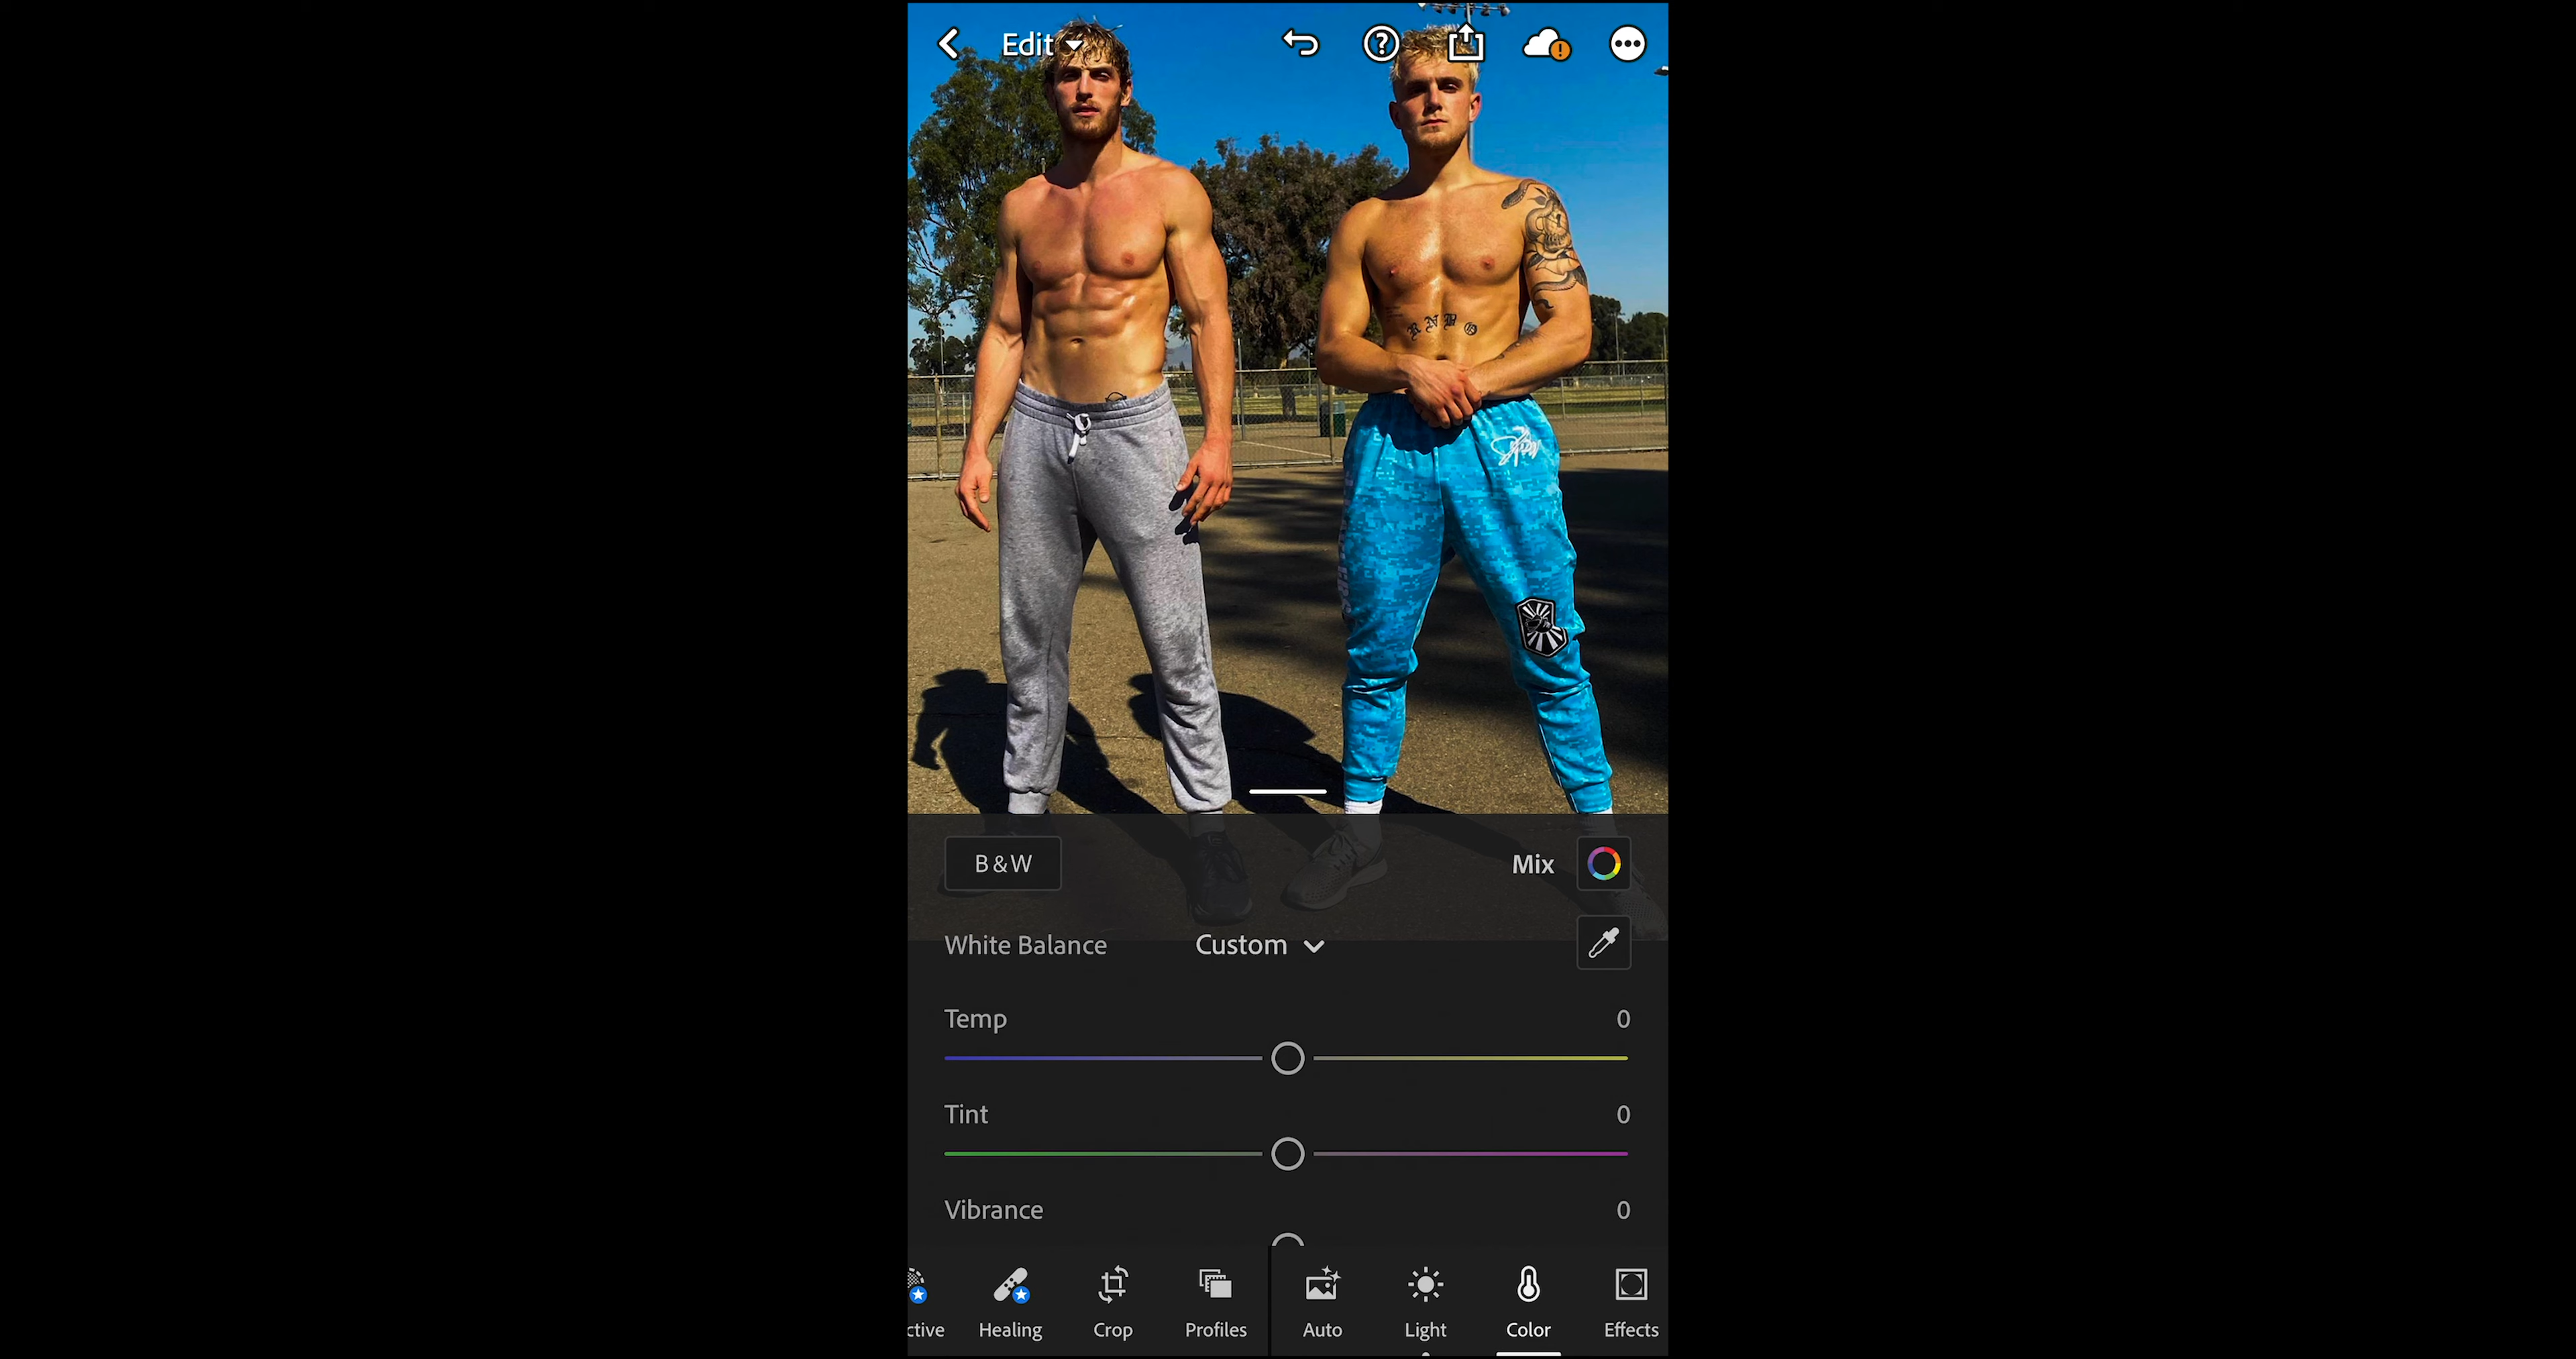 Edit
RNBO
B & W
Mix
White Balance
Custom
Temp
0
Tint
0
Vibrance
0
ctive
Healing
Crop
Profiles
Auto
Light
Color
Effects